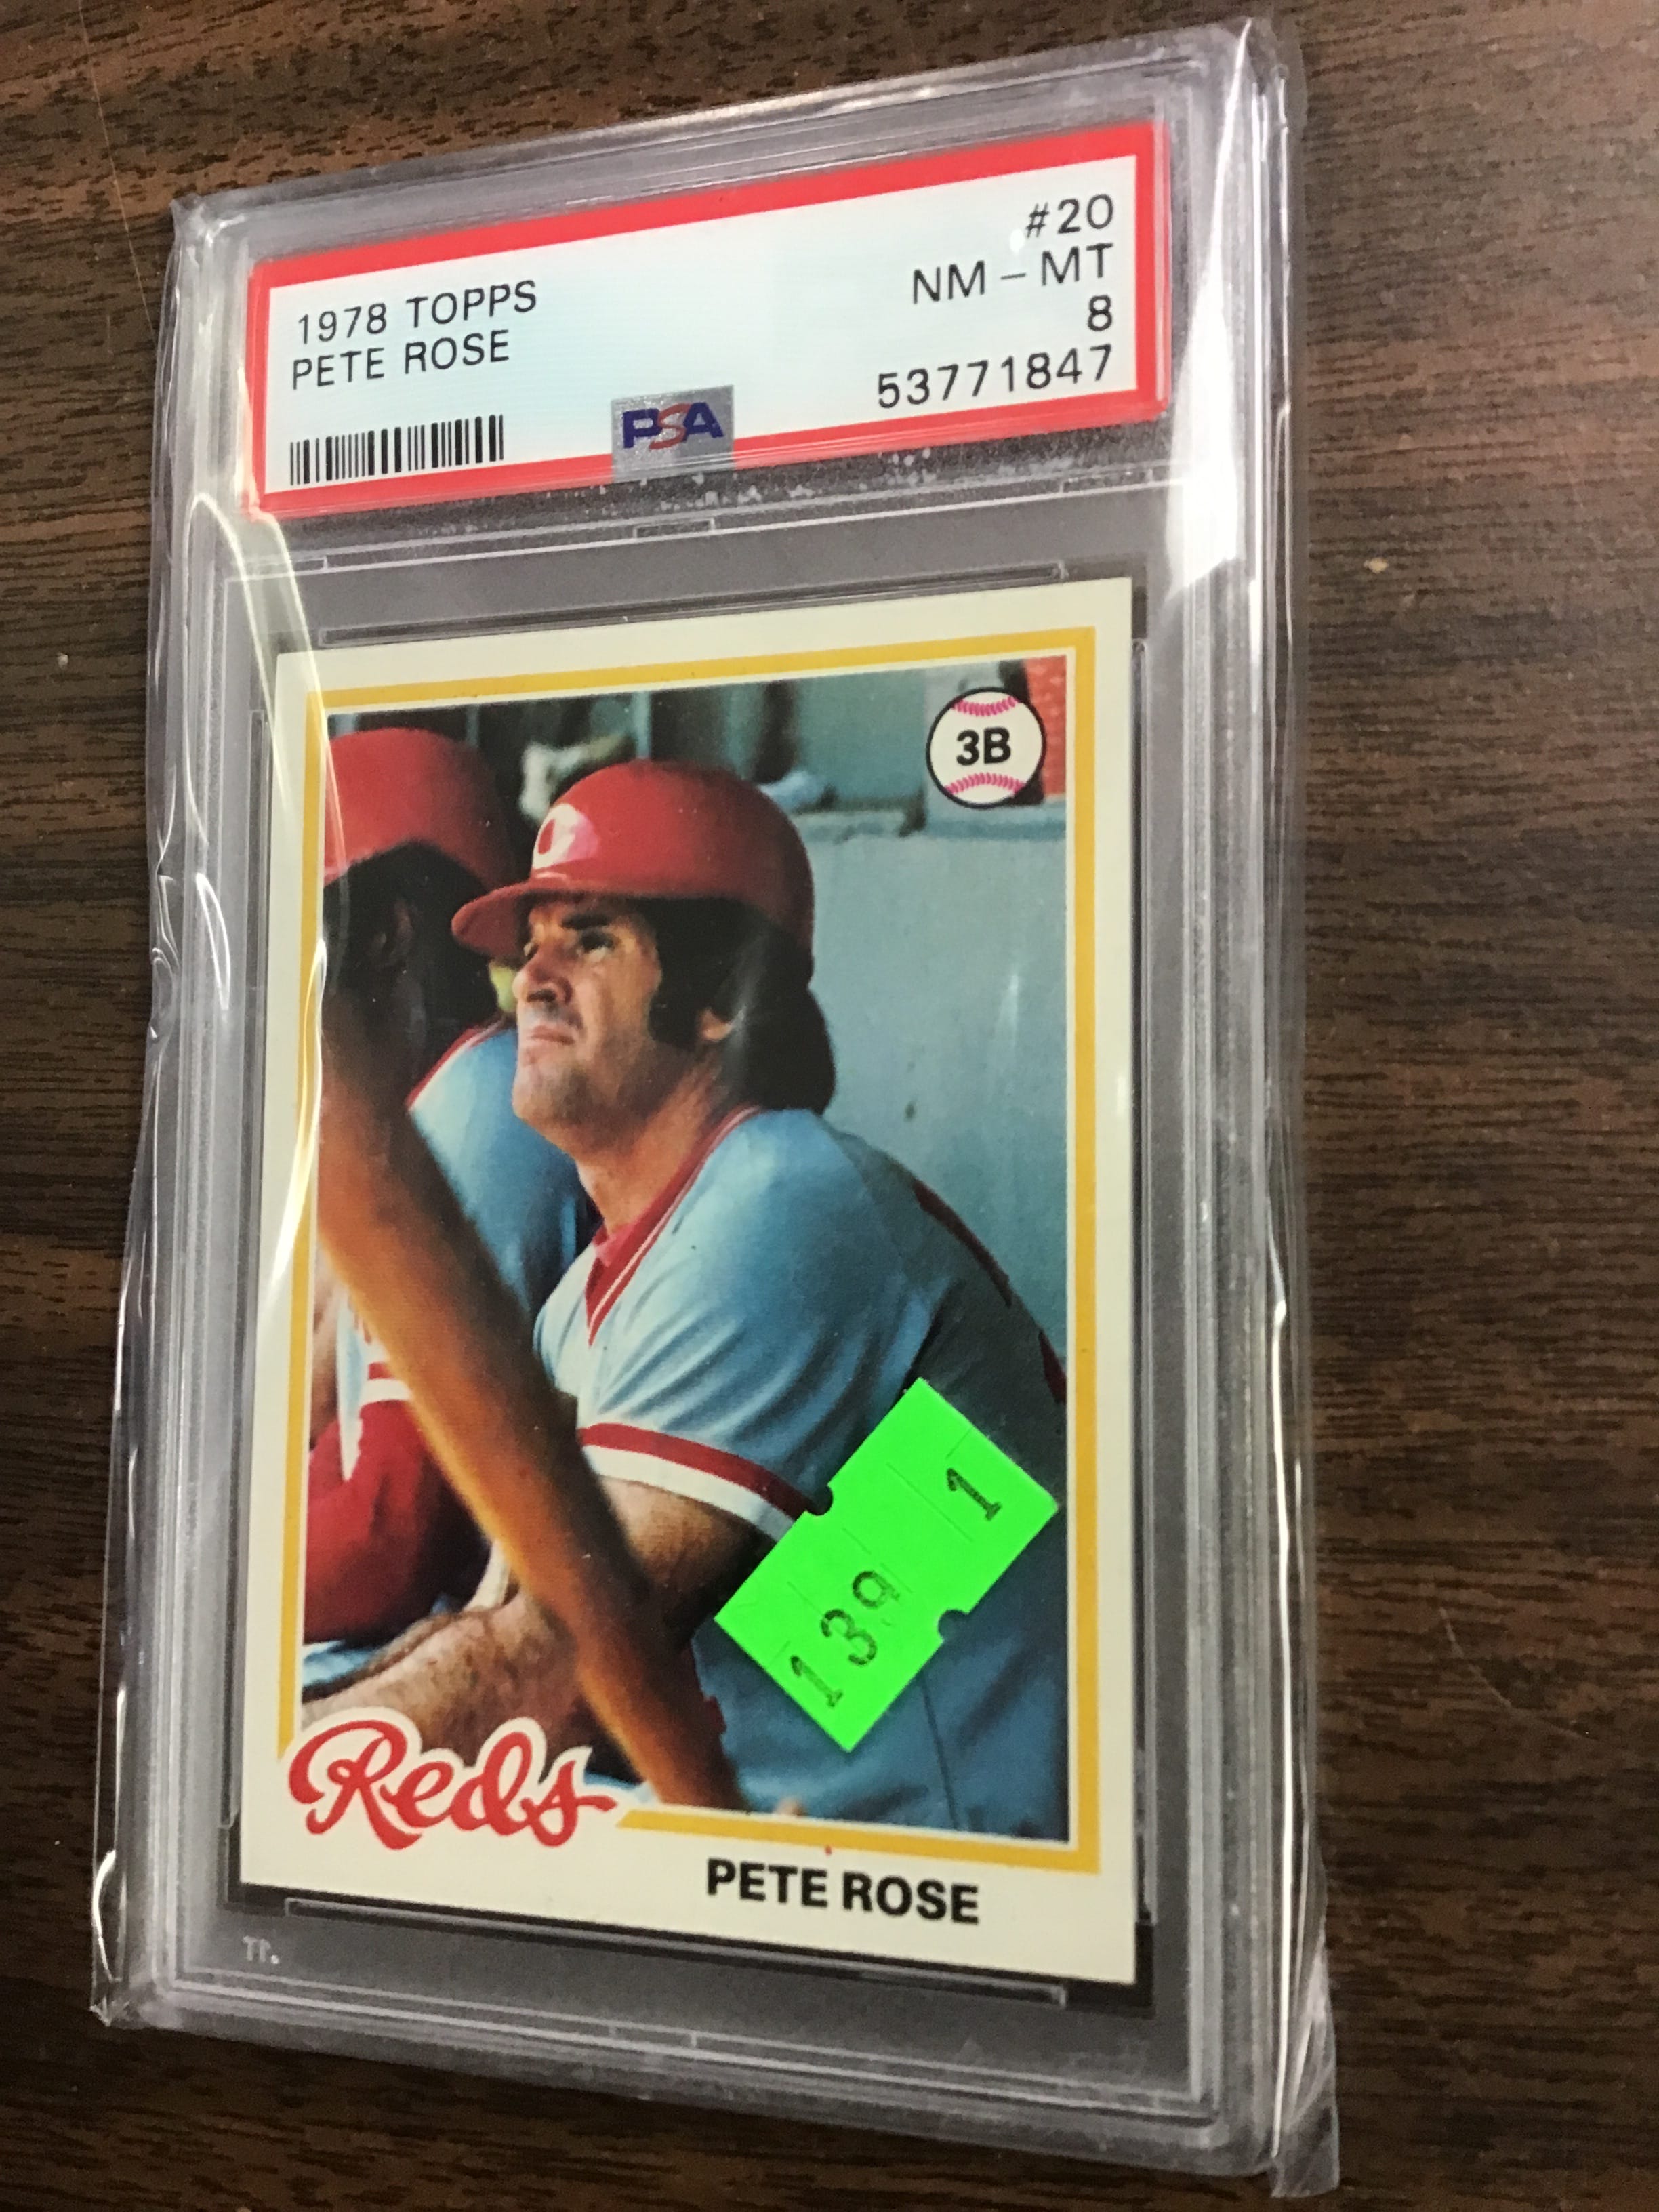 1978 TOPPS
PETE ROSE
#20
NM - MT
8
53771847
PSA
3B
C
1
139
Reds
PETE ROSE